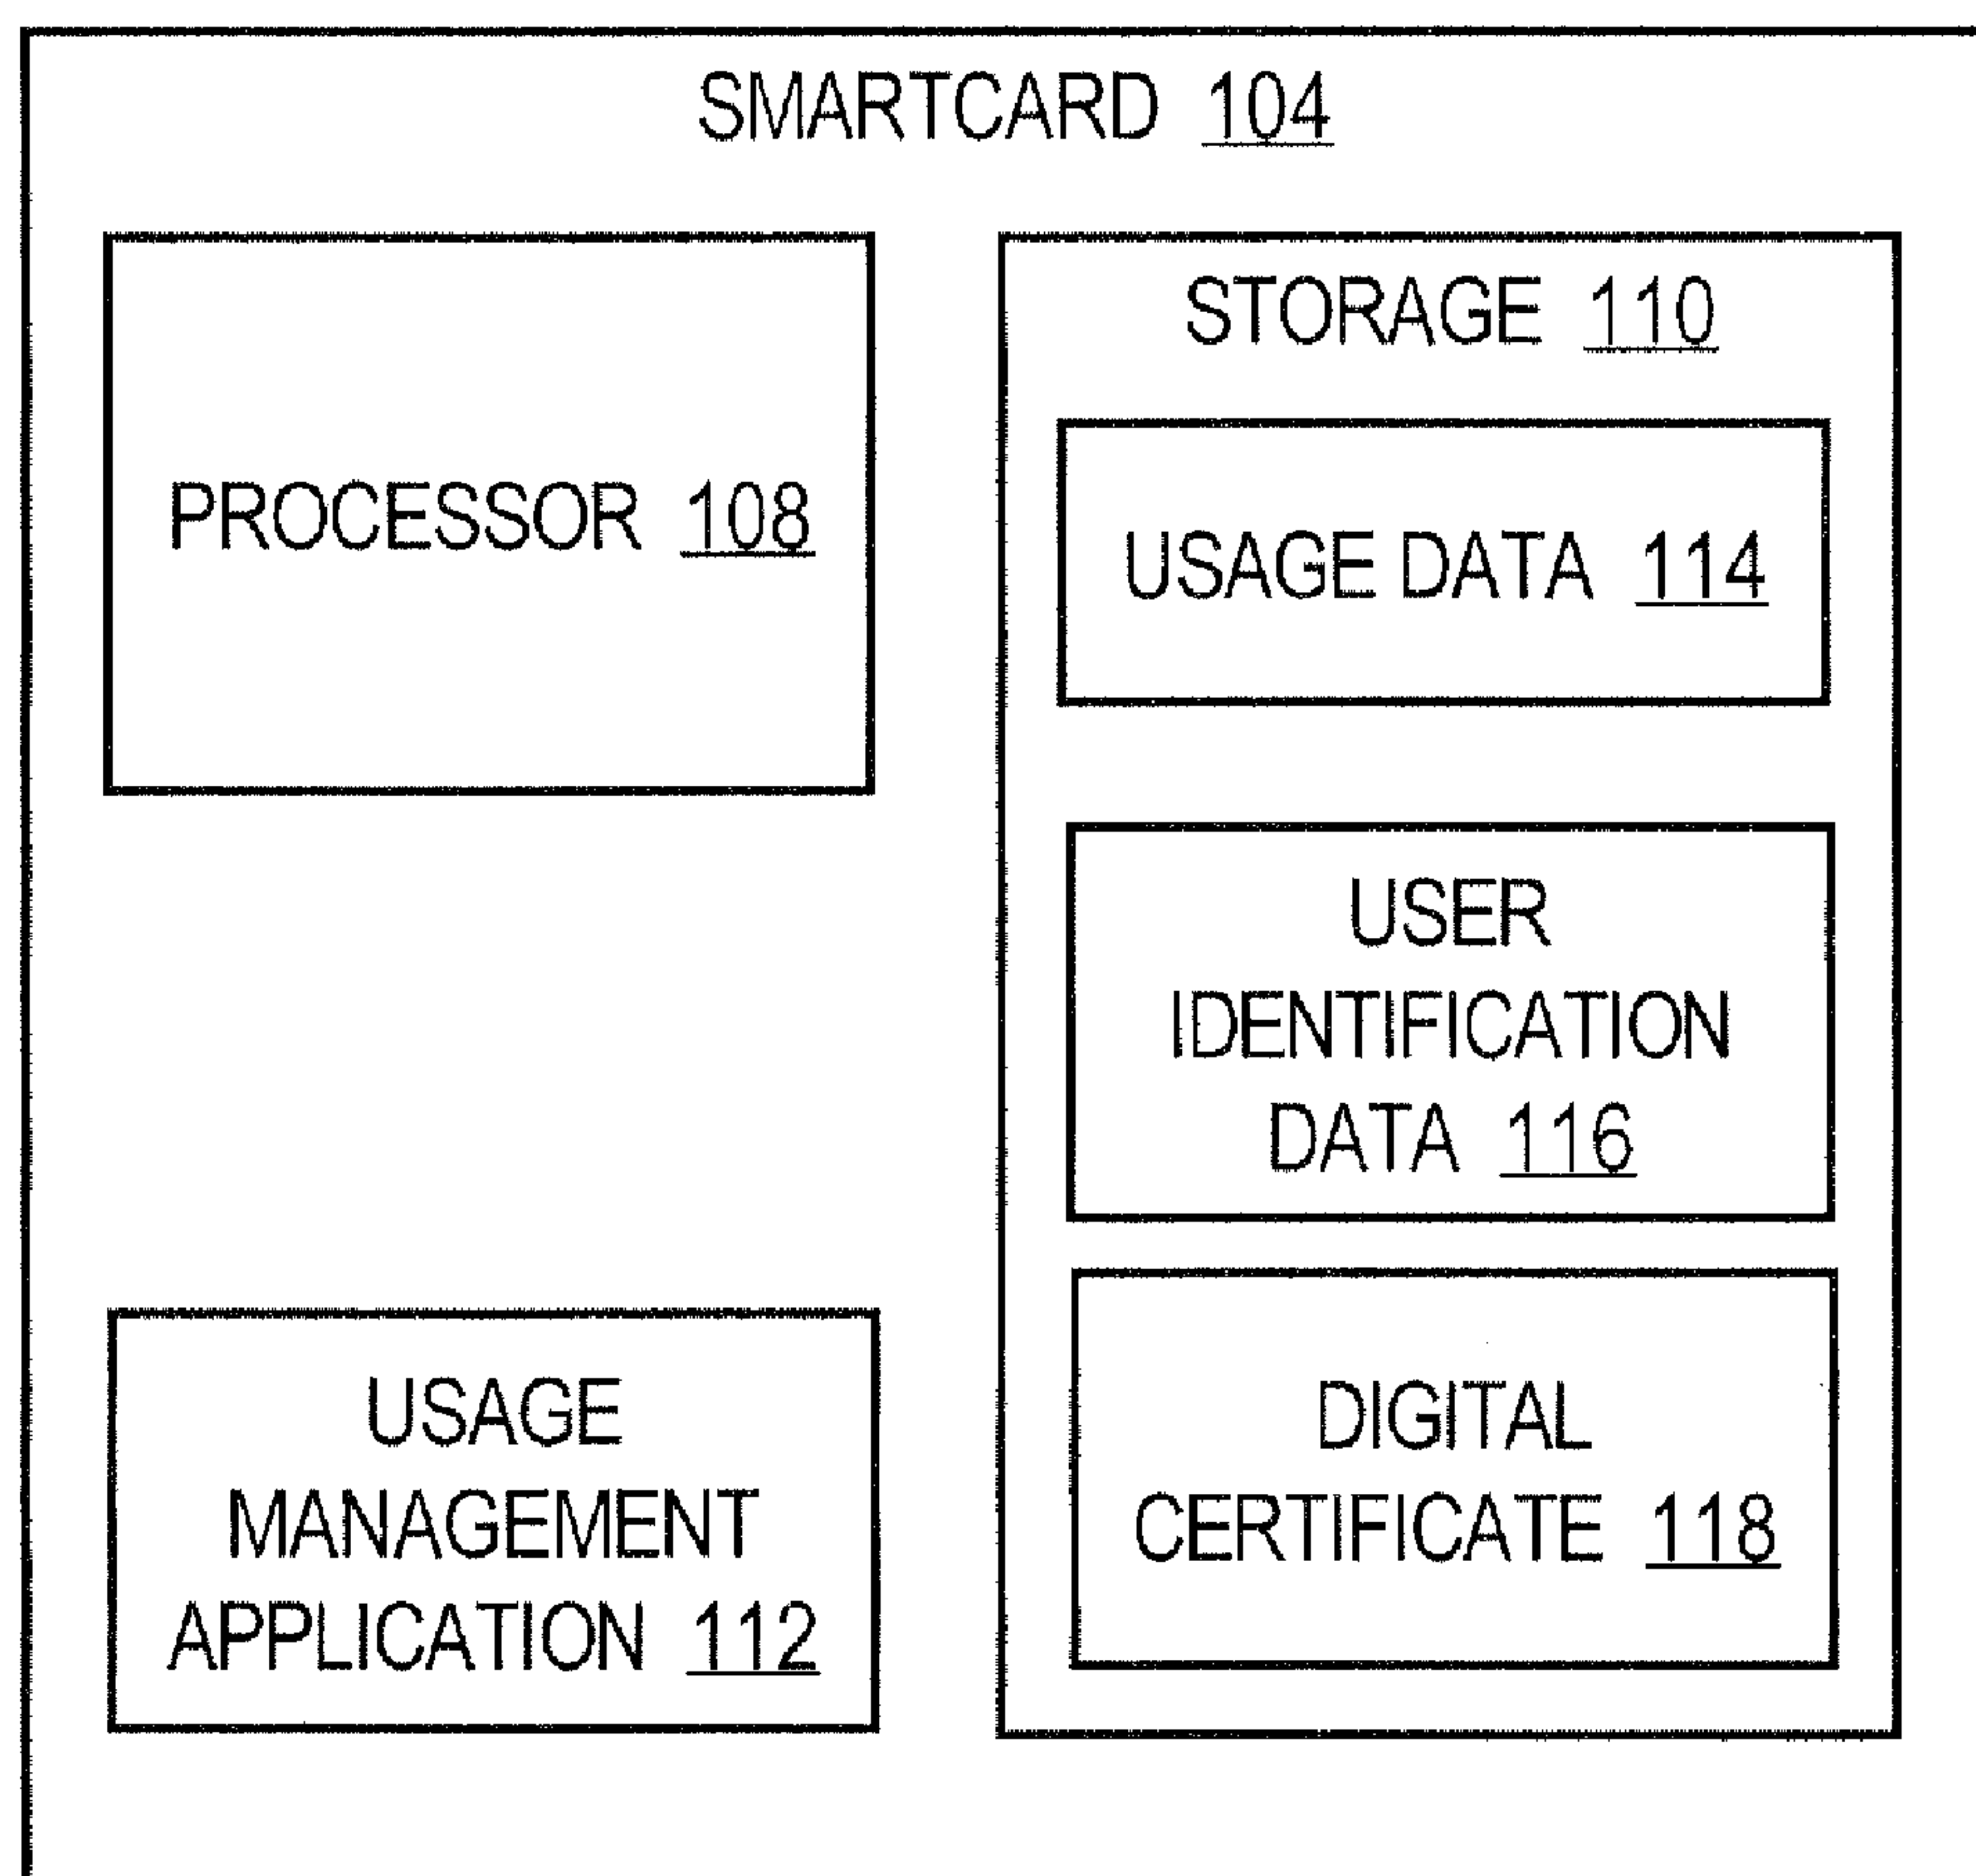 SMARTCARD 104
PROCESSOR 108
STORAGE 110
USAGE DATA 114
USER
IDENTIFICATION
DATA 116
USAGE
MANAGEMENT
APPLICATION 112
DIGITAL
CERTIFICATE 118